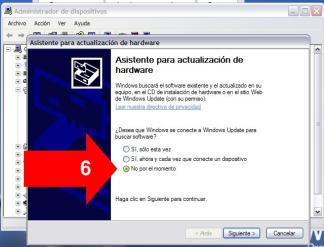 Administrador de dispositivos
Archivo Acción Ver Ayuda
Asistente para actualización de hardware
Asistente para actualización de
hardware
Windows buscará el software existente y el actualizado en su
equipo, en el CD de instalación de hardware o en el sitio Web
de Windows Update (con su permiso).
Leer nuestra directiva de privacidad
¿Desea que Windows se conecte a Windows Update para
buscar software?
Sí, sólo esta vez
Sí, ahora y cada vez que conecte un dispositivo
No por el momento
6
Haga clic en Siguiente para continuar.
< Atrás Siguiente > Cancelar